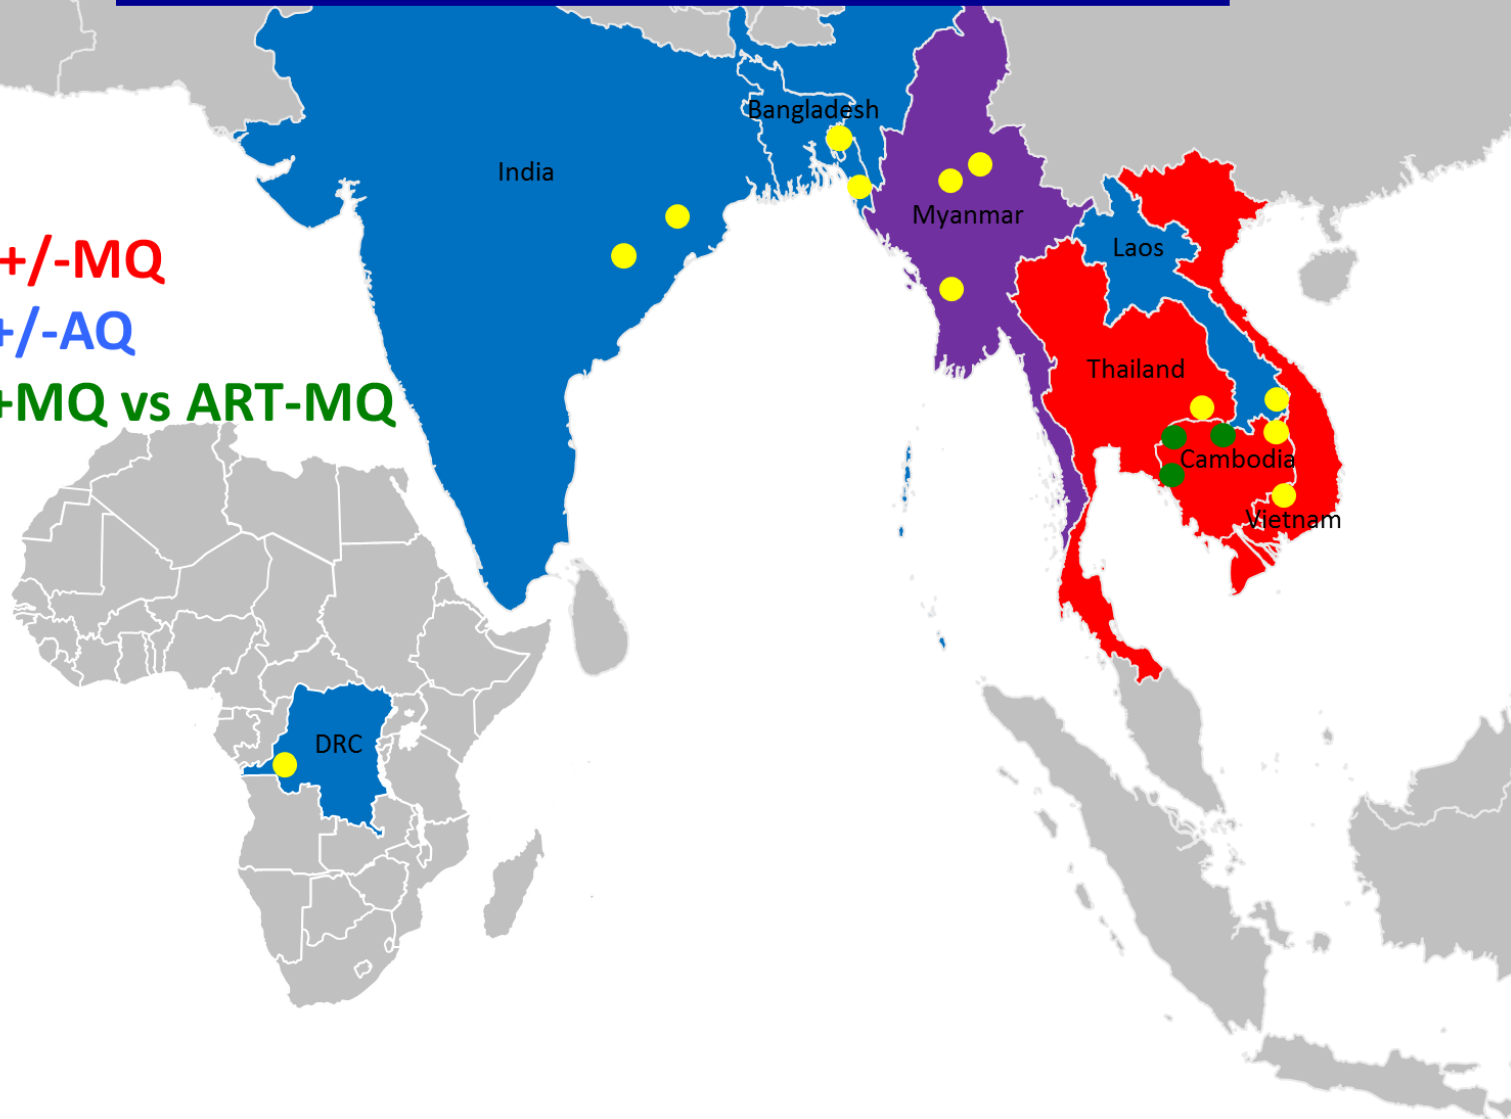 Bangladesh
India
Myanmar
+/-MQ
Laos
+/-AQ
Thailand
+MQ vs ART-MQ
Cambodia
Vietnam
DRC